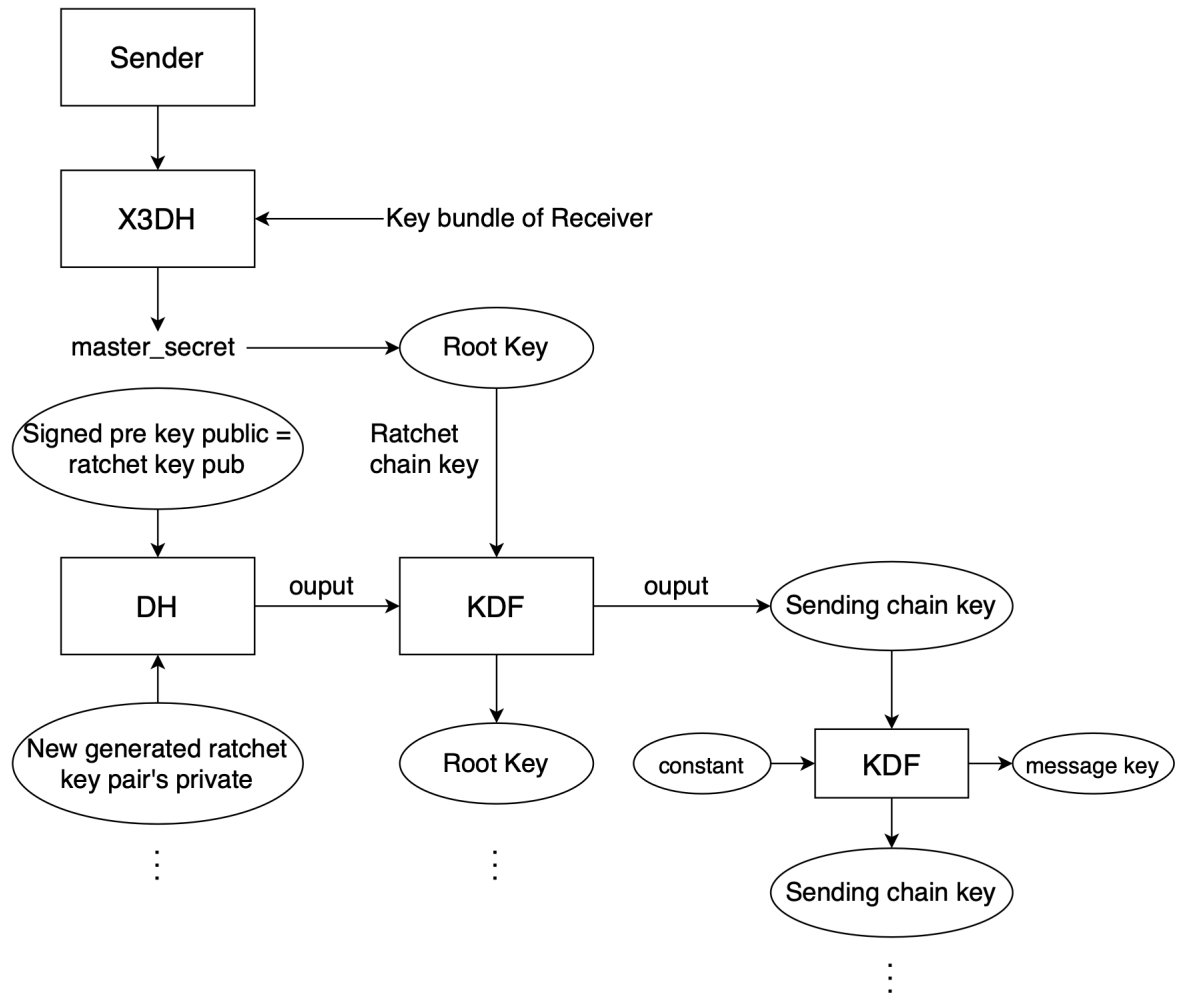 Sender
X3DH
Key bundle of Receiver
master_secret
Root Key
Signed pre key public =
ratchet key pub
Ratchet
chain key
DH
ouput
KDF
ouput
Sending chain key
New generated ratchet
key pair's private
Root Key
constant
KDF
message key
Sending chain key